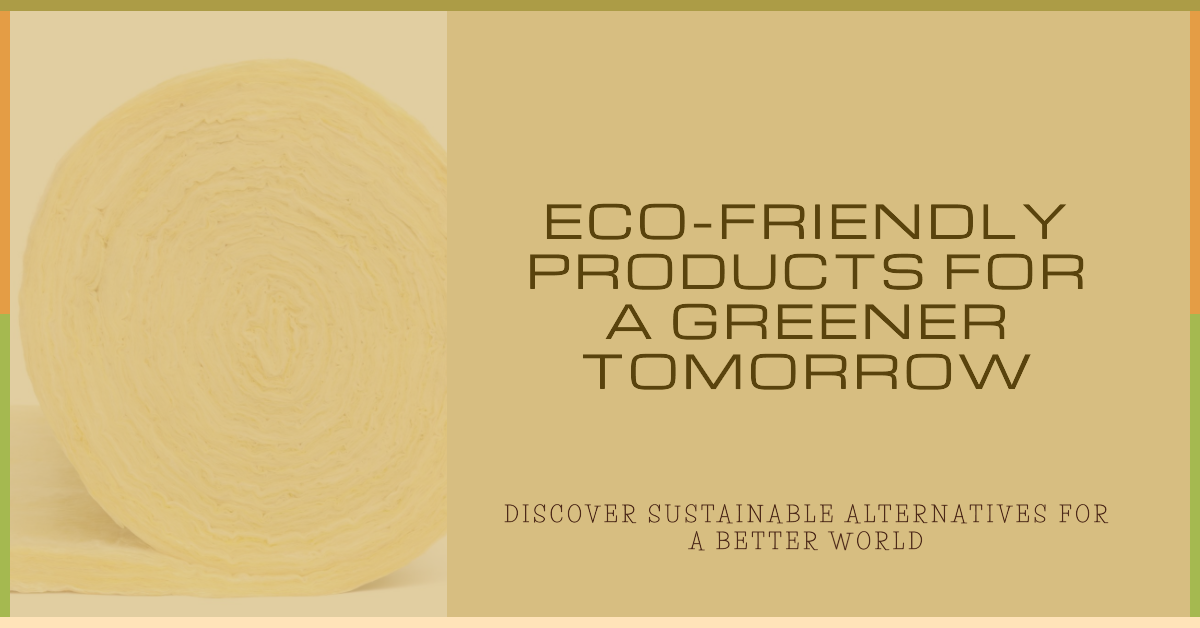 ECO-FRIENDLY
PRODUCTS FOR
A GREENER
TOMORROW
DISCOVER SUSTAINABLE ALTERNATIVES FOR
A BETTER WORLD